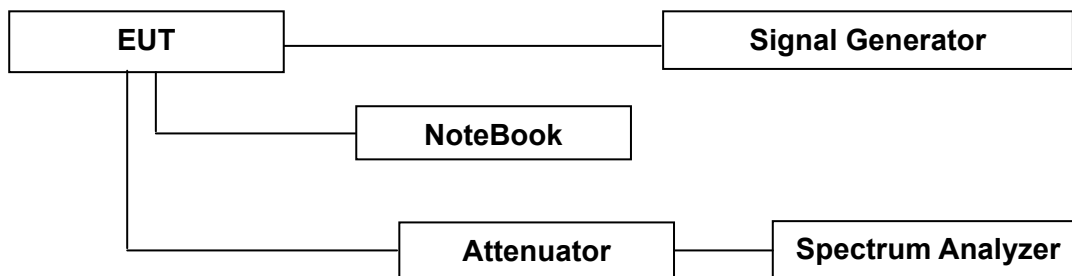 EUT
Signal Generator
NoteBook
Attenuator
Spectrum Analyzer